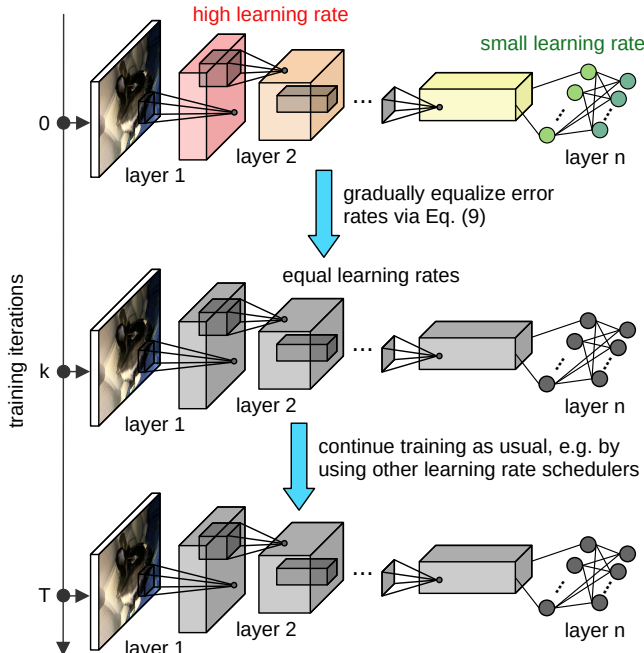 high learning rate
small learning rate
0
layer 1
layer 2
...
layer n
gradually equalize error
rates via Eq. (9)
equal learning rates
training iterations
k
layer 1
layer 2
...
layer n
continue training as usual, e.g. by
using other learning rate schedulers
T
layer 1
layer 2
...
layer n